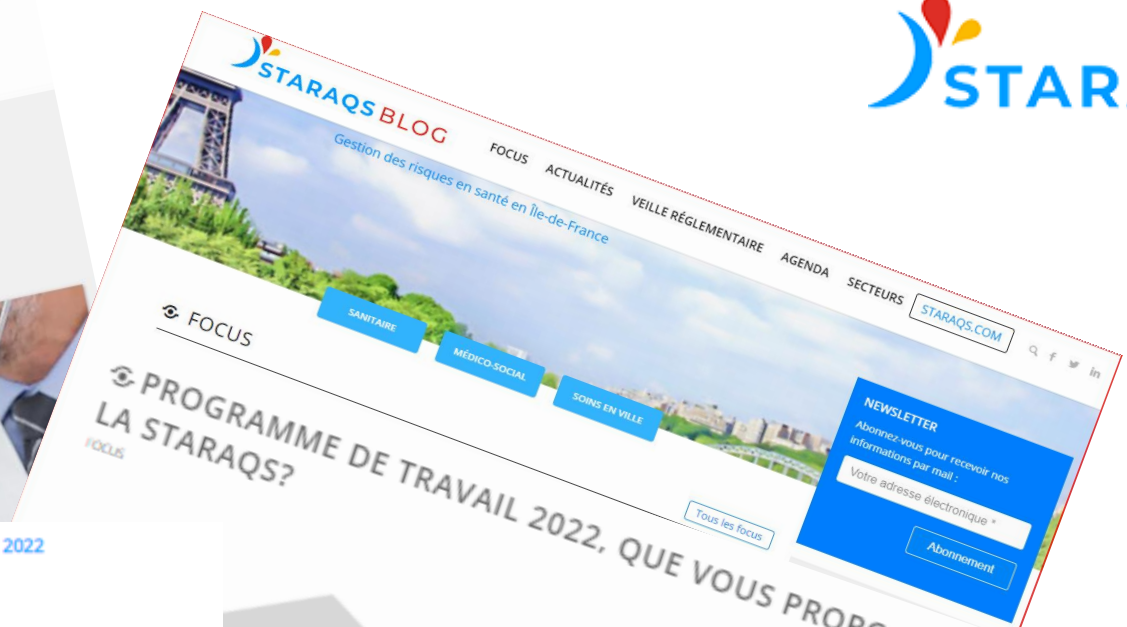 STAR
STARAQS BLOG
FOCUS ACTUALITÉS VEILLE RÉGLEMENTAIRE AGENDA SECTEURS STARAQS.COM
Gestion des risques en santé en Île-de-France
SANITAIRE
MÉDICO-SOCIAL
SOINS EN VILLE
FOCUS
NEWSLETTER
Abonnez-vous pour recevoir nos
informations par mail :
Votre adresse électronique *
Abonnement
Tous les focus
PROGRAMME DE TRAVAIL 2022, QUE VOUS
LA STARAQS?
FOCUS
2022